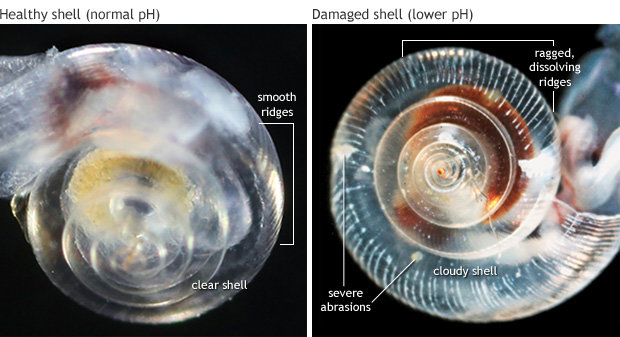 Healthy shell (normal pH)
smooth
ridges
clear shell
Damaged shell (lower pH)
ragged,
dissolving
ridges
cloudy shell
severe
abrasions